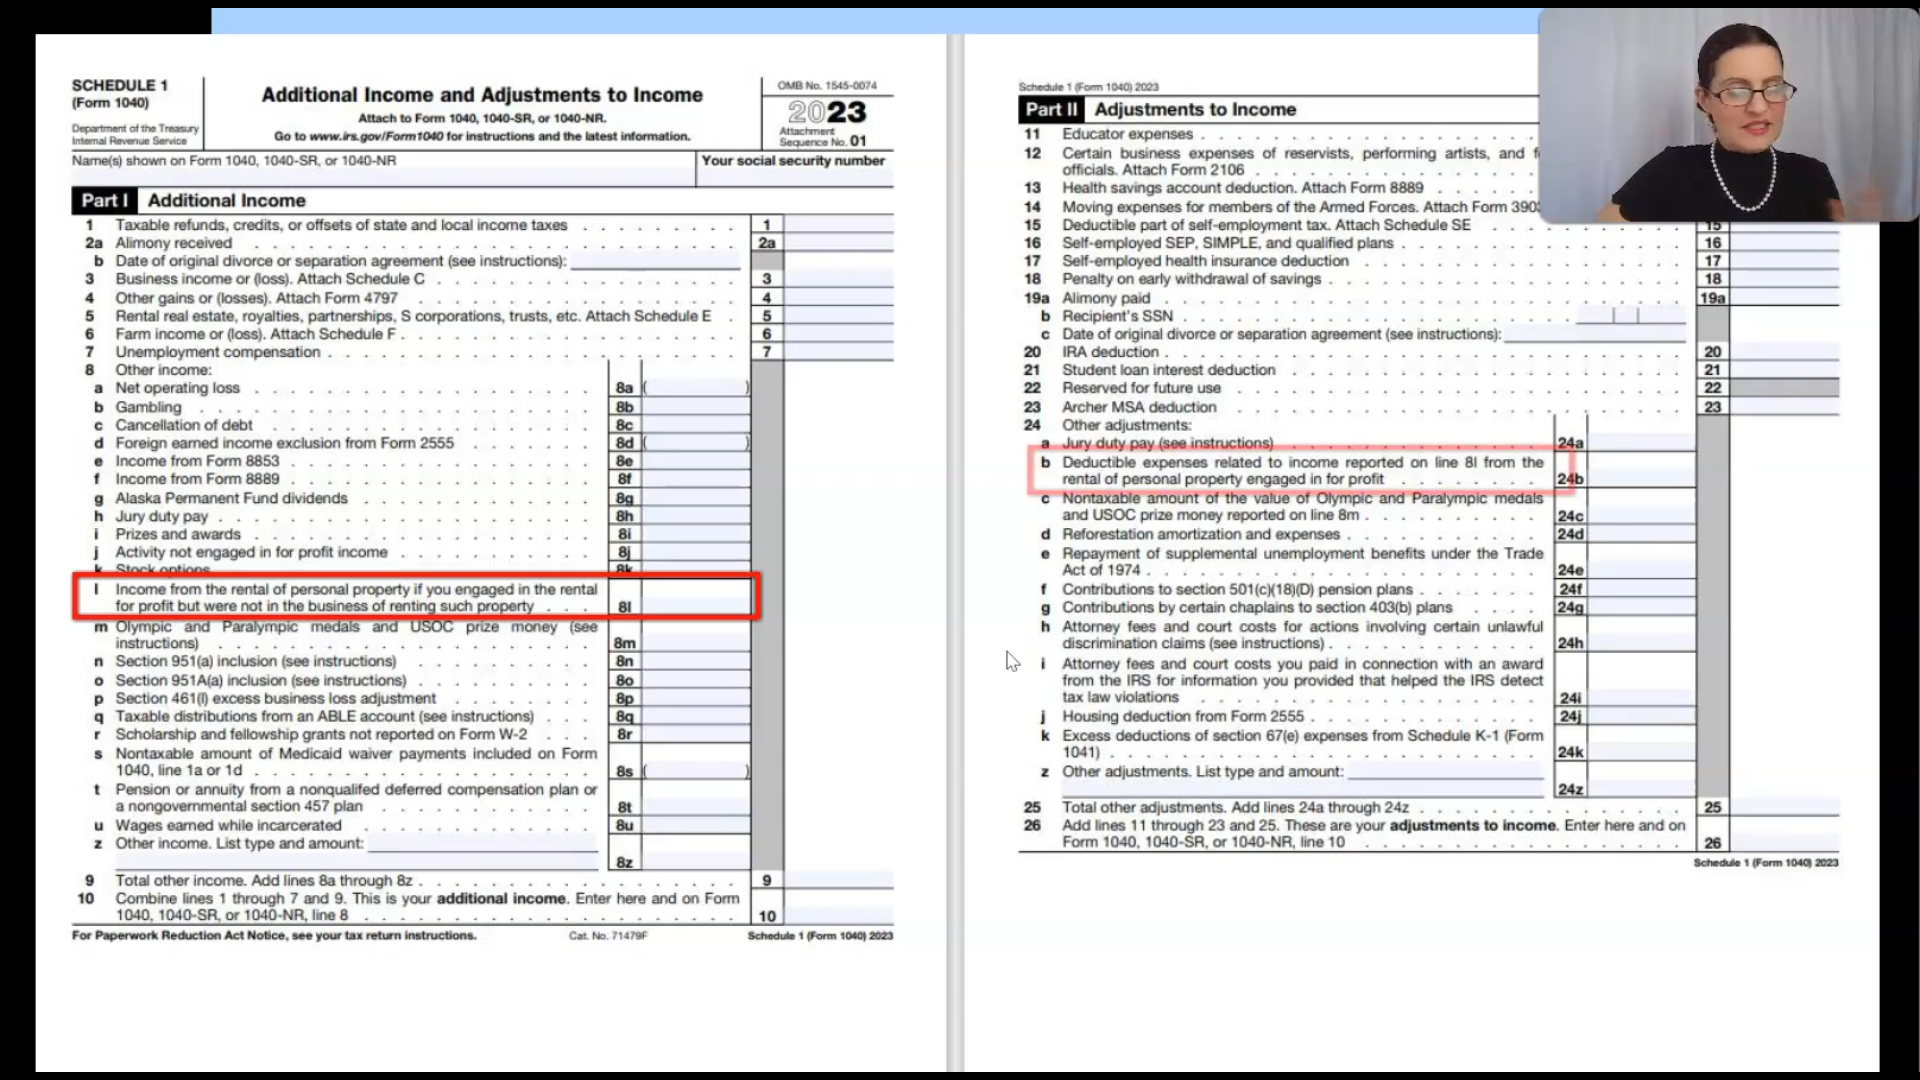 SCHEDULE 1
(Form 1040)
Department of the Treasury
Internal Revenue Service
Additional Income and Adjustments to Income
Attach to Form 1040, 1040-SR, or 1040-NR.
Go to www.irs.gov/Form1040 for instructions and the latest information.
OMB No. 1545-0074
2023
Attachment
Sequence No. 01
Name(s) shown on Form 1040, 1040-SR, or 1040-NR
Your social security number
Part I Additional Income
1 Taxable refunds, credits, or offsets of state and local income taxes . . . . . . . . . 1
2a Alimony received . . . . . . . . . 2a
b Date of original divorce or separation agreement (see instructions):
3 Business income or (loss). Attach Schedule C . . . . . . . . . 3
4 Other gains or (losses). Attach Form 4797 . . . . . . . . . 4
5 Rental real estate, royalties, partnerships, S corporations, trusts, etc. Attach Schedule E . 5
6 Farm income or (loss). Attach Schedule F . . . . . . . . . 6
7 Unemployment compensation . . . . . . . . . 7
8 Other income:
a Net operating loss . . . . . . . . . 8a ( )
b Gambling . . . . . . . . . 8b
c Cancellation of debt . . . . . . . . . 8c
d Foreign earned income exclusion from Form 2555 . . . . . . 8d ( )
e Income from Form 8853 . . . . . . . . . 8e
f Income from Form 8889 . . . . . . . . . 8f
g Alaska Permanent Fund dividends . . . . . . . . . 8g
h Jury duty pay . . . . . . . . . 8h
i Prizes and awards . . . . . . . . . 8i
j Activity not engaged in for profit income . . . . . . . . . 8j
k Stock options . . . . . . . . . 8k
l Income from the rental of personal property if you engaged in the rental
for profit but were not in the business of renting such property . . . 8l
m Olympic and Paralympic medals and USOC prize money (see
instructions) . . . . . . . . . 8m
n Section 951(a) inclusion (see instructions) . . . . . . . . . 8n
o Section 951A(a) inclusion (see instructions) . . . . . . . . . 8o
p Section 461(l) excess business loss adjustment . . . . . . . 8p
q Taxable distributions from an ABLE account (see instructions) . . . 8q
r Scholarship and fellowship grants not reported on Form W-2 . . . 8r
s Nontaxable amount of Medicaid waiver payments included on Form
1040, line 1a or 1d . . . . . . . . . 8s ( )
t Pension or annuity from a nonqualifed deferred compensation plan or
a nongovernmental section 457 plan . . . . . . . . . 8t
u Wages earned while incarcerated . . . . . . . . . 8u
z Other income. List type and amount:
8z
9 Total other income. Add lines 8a through 8z . . . . . . . . . 9
10 Combine lines 1 through 7 and 9. This is your additional income. Enter here and on Form
1040, 1040-SR, or 1040-NR, line 8 . . . . . . . . . 10
For Paperwork Reduction Act Notice, see your tax return instructions. Cat. No. 71479F Schedule 1 (Form 1040) 2023
Schedule 1 (Form 1040) 2023
Part II Adjustments to Income
11 Educator expenses . . . . . . . . .
12 Certain business expenses of reservists, performing artists, and
officials. Attach Form 2106 . . . . . . . . .
13 Health savings account deduction. Attach Form 8889 . . . . . .
14 Moving expenses for members of the Armed Forces. Attach Form
15 Deductible part of self-employment tax. Attach Schedule SE . . . . . . . . . 15
16 Self-employed SEP, SIMPLE, and qualified plans . . . . . . . . . 16
17 Self-employed health insurance deduction . . . . . . . . . 17
18 Penalty on early withdrawal of savings . . . . . . . . . 18
19a Alimony paid . . . . . . . . . 19a
b Recipient's SSN . . . . . . . . .
c Date of original divorce or separation agreement (see instructions):
20 IRA deduction . . . . . . . . . 20
21 Student loan interest deduction . . . . . . . . . 21
22 Reserved for future use . . . . . . . . . 22
23 Archer MSA deduction . . . . . . . . . 23
24 Other adjustments:
a Jury duty pay (see instructions) . . . . . . . . . 24a
b Deductible expenses related to income reported on line 8l from the
rental of personal property engaged in for profit . . . . . . . 24b
c Nontaxable amount of the value of Olympic and Paralympic medals
and USOC prize money reported on line 8m . . . . . . . . . 24c
d Reforestation amortization and expenses . . . . . . . . . 24d
e Repayment of supplemental unemployment benefits under the Trade
Act of 1974 . . . . . . . . . 24e
f Contributions to section 501(c)(18)(D) pension plans . . . . . . 24f
g Contributions by certain chaplains to section 403(b) plans . . . . 24g
h Attorney fees and court costs for actions involving certain unlawful
discrimination claims (see instructions) . . . . . . . . . 24h
i Attorney fees and court costs you paid in connection with an award
from the IRS for information you provided that helped the IRS detect
tax law violations . . . . . . . . . 24i
j Housing deduction from Form 2555 . . . . . . . . . 24j
k Excess deductions of section 67(e) expenses from Schedule K-1 (Form
1041) . . . . . . . . . 24k
z Other adjustments. List type and amount:
24z
25 Total other adjustments. Add lines 24a through 24z . . . . . . . . . 25
26 Add lines 11 through 23 and 25. These are your adjustments to income. Enter here and on
Form 1040, 1040-SR, or 1040-NR, line 10 . . . . . . . . . 26
Schedule 1 (Form 1040) 2023